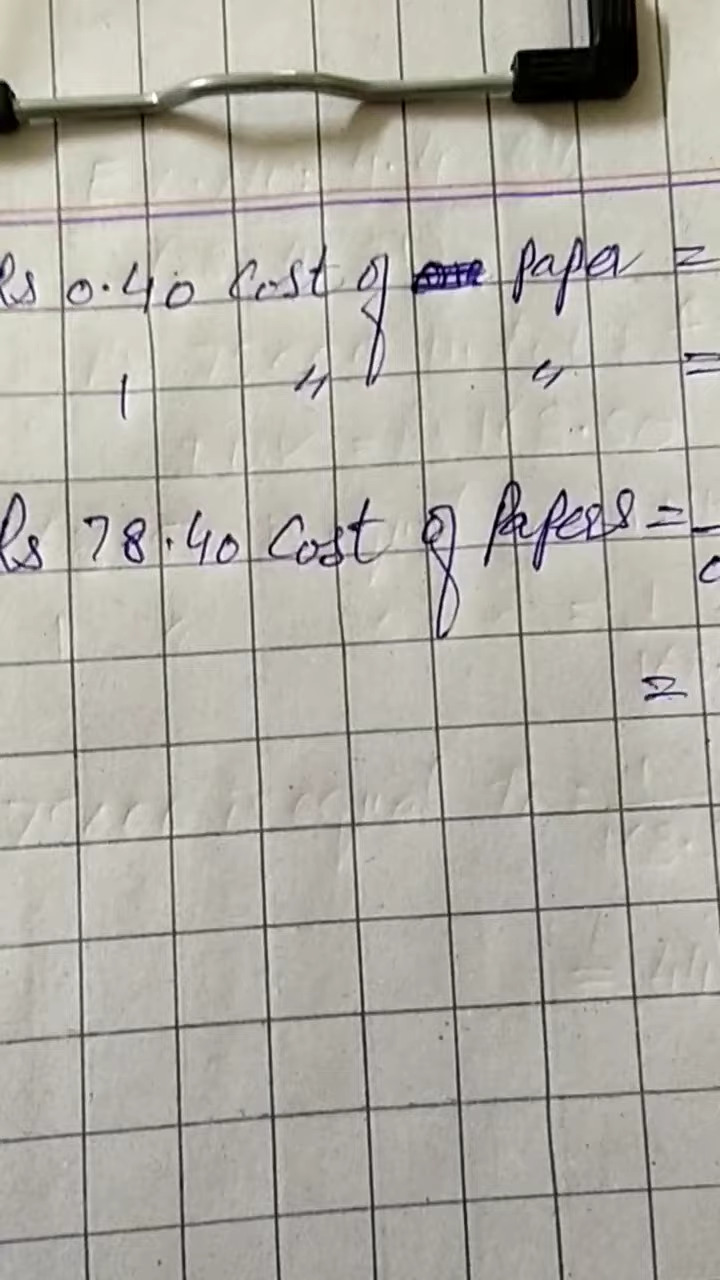 Rs 0.40 Cost of paper =
1 " " =
Rs 78.40 Cost of Papers =
=